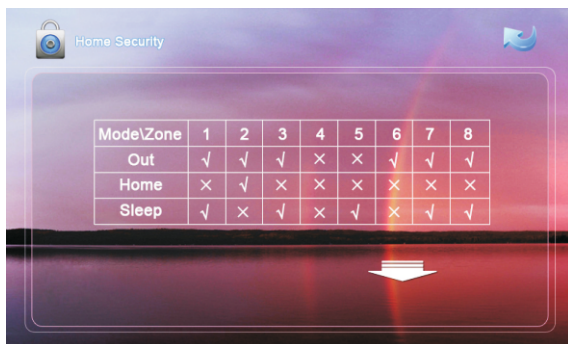 Home Security
Mode\Zone 1 2 3 4 5 6 7 8
Out √ √ √ × × √ √ √
Home × √ × × × × × ×
Sleep √ × √ × √ × √ √